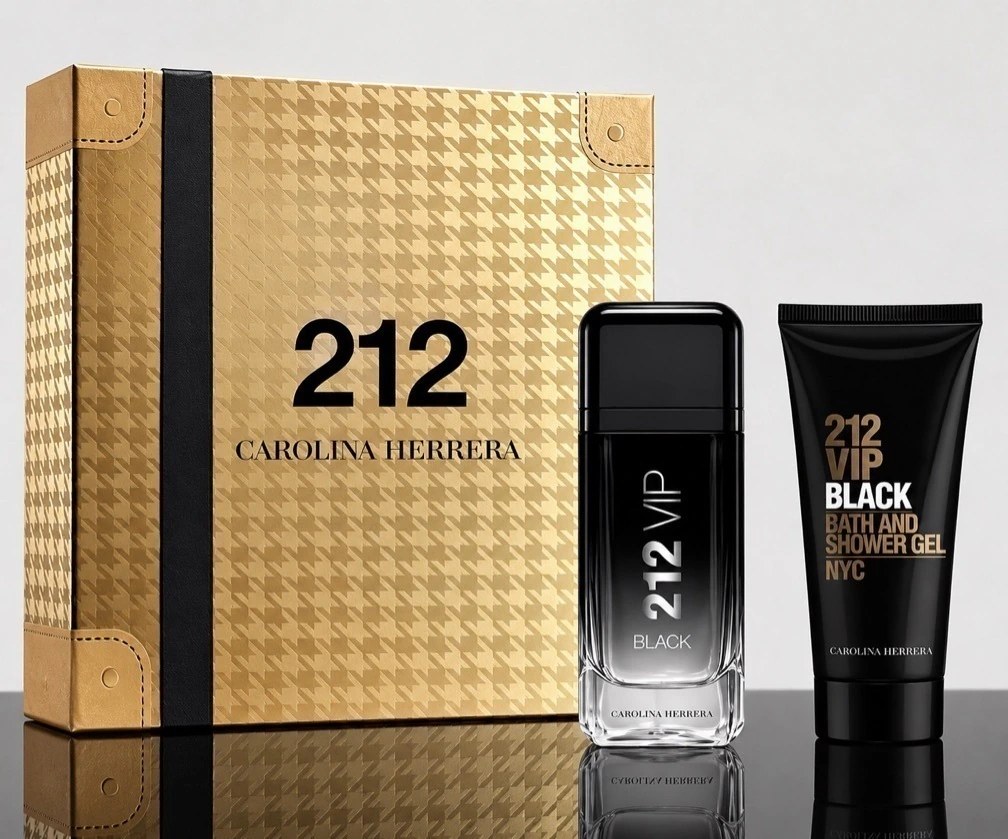 212
CAROLINA HERRERA
212 VIP
BLACK
CAROLINA HERRERA
212
VIP
BLACK
BATH AND
SHOWER GEL
NYC
CAROLINA HERRERA